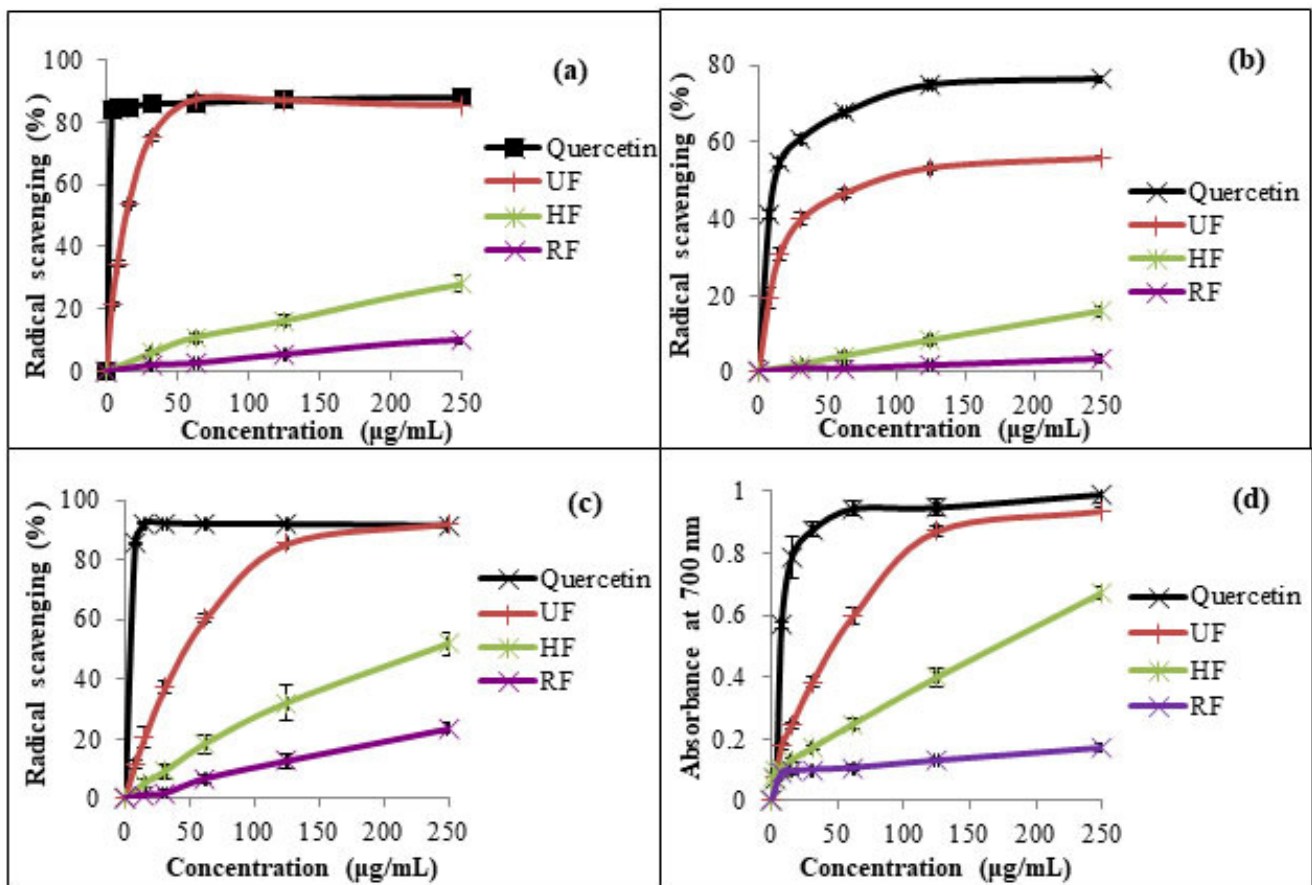 (a)
Radical scavenging (%)
100
80
60
40
20
0
Quercetin
UF
HF
RF
0 50 100 150 200 250
Concentration (µg/mL)
(b)
Radical scavenging (%)
80
60
40
20
0
Quercetin
UF
HF
RF
0 50 100 150 200 250
Concentration (µg/mL)
(c)
Radical scavenging (%)
100
80
60
40
20
0
Quercetin
UF
HF
RF
0 50 100 150 200 250
Concentration (µg/mL)
(d)
Absorbance at 700 nm
1
0.8
0.6
0.4
0.2
0
Quercetin
UF
HF
RF
0 50 100 150 200 250
Concentration (µg/mL)